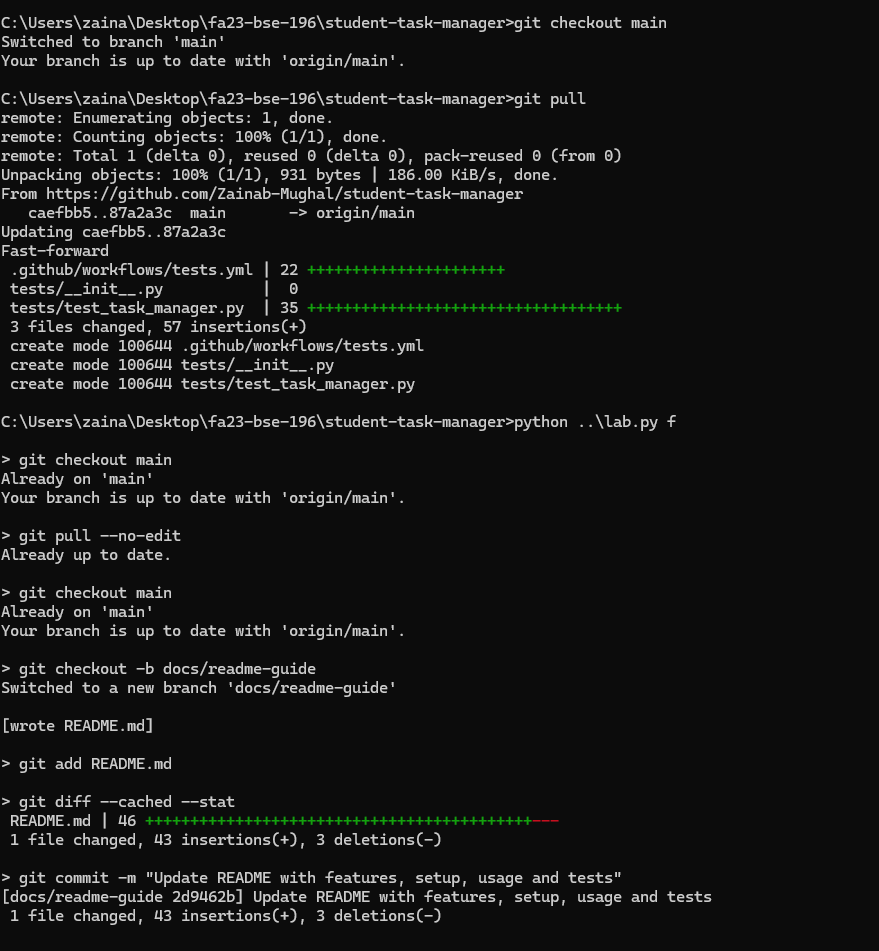 C:\Users\zaina\Desktop\fa23-bse-196\student-task-manager>git checkout main
Switched to branch 'main'
Your branch is up to date with 'origin/main'.
C:\Users\zaina\Desktop\fa23-bse-196\student-task-manager>git pull
remote: Enumerating objects: 1, done.
remote: Counting objects: 100% (1/1), done.
remote: Total 1 (delta 0), reused 0 (delta 0), pack-reused 0 (from 0)
Unpacking objects: 100% (1/1), 931 bytes | 186.00 KiB/s, done.
From https://github.com/Zainab-Mughal/student-task-manager
   caefbb5..87a2a3c  main       -> origin/main
Updating caefbb5..87a2a3c
Fast-forward
 .github/workflows/tests.yml | 22 ++++++++++++++++++++++
 tests/__init__.py           |  0
 tests/test_task_manager.py  | 35 +++++++++++++++++++++++++++++++++++
 3 files changed, 57 insertions(+)
 create mode 100644 .github/workflows/tests.yml
 create mode 100644 tests/__init__.py
 create mode 100644 tests/test_task_manager.py
C:\Users\zaina\Desktop\fa23-bse-196\student-task-manager>python ..\lab.py f
> git checkout main
Already on 'main'
Your branch is up to date with 'origin/main'.
> git pull --no-edit
Already up to date.
> git checkout main
Already on 'main'
Your branch is up to date with 'origin/main'.
> git checkout -b docs/readme-guide
Switched to a new branch 'docs/readme-guide'
[wrote README.md]
> git add README.md
> git diff --cached --stat
 README.md | 46 +++++++++++++++++++++++++++++++++++++++++++---
 1 file changed, 43 insertions(+), 3 deletions(-)
> git commit -m "Update README with features, setup, usage and tests"
[docs/readme-guide 2d9462b] Update README with features, setup, usage and tests
 1 file changed, 43 insertions(+), 3 deletions(-)